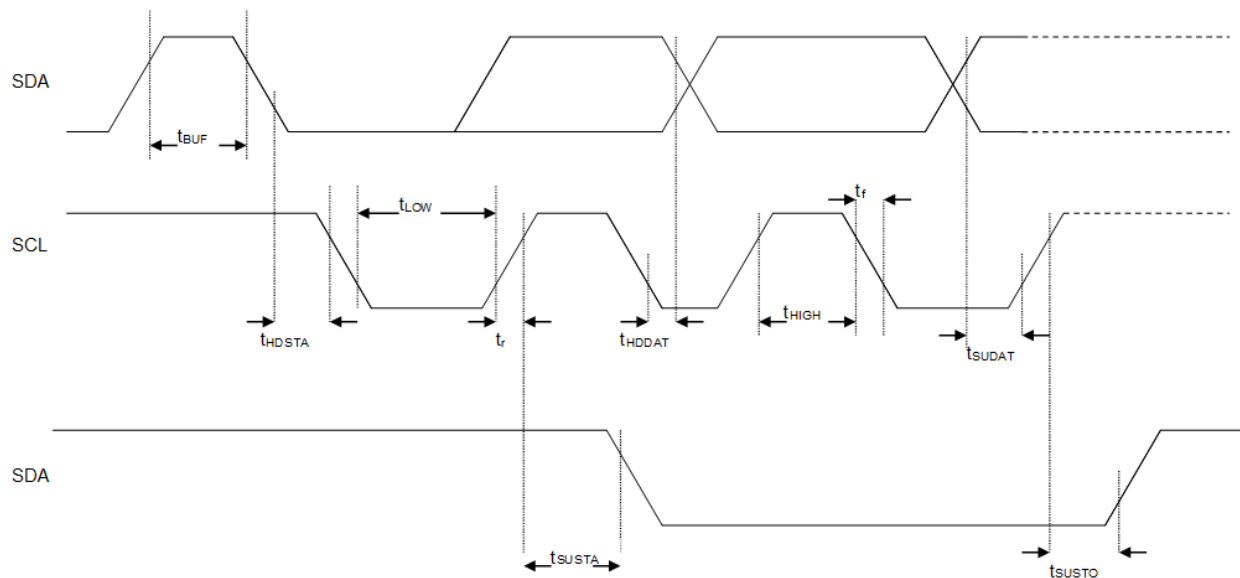 SDA
tBUF
tLOW
tf
SCL
tHDSTA
tr
tHDDAT
tHIGH
tSUDAT
SDA
tSUSTA
tSUSTO